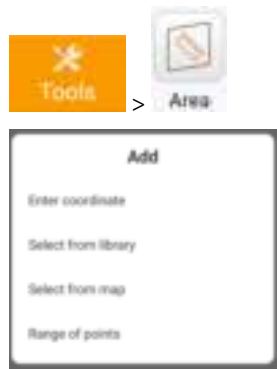 Tools > Area
Add
Enter coordinate
Select from library
Select from map
Range of points